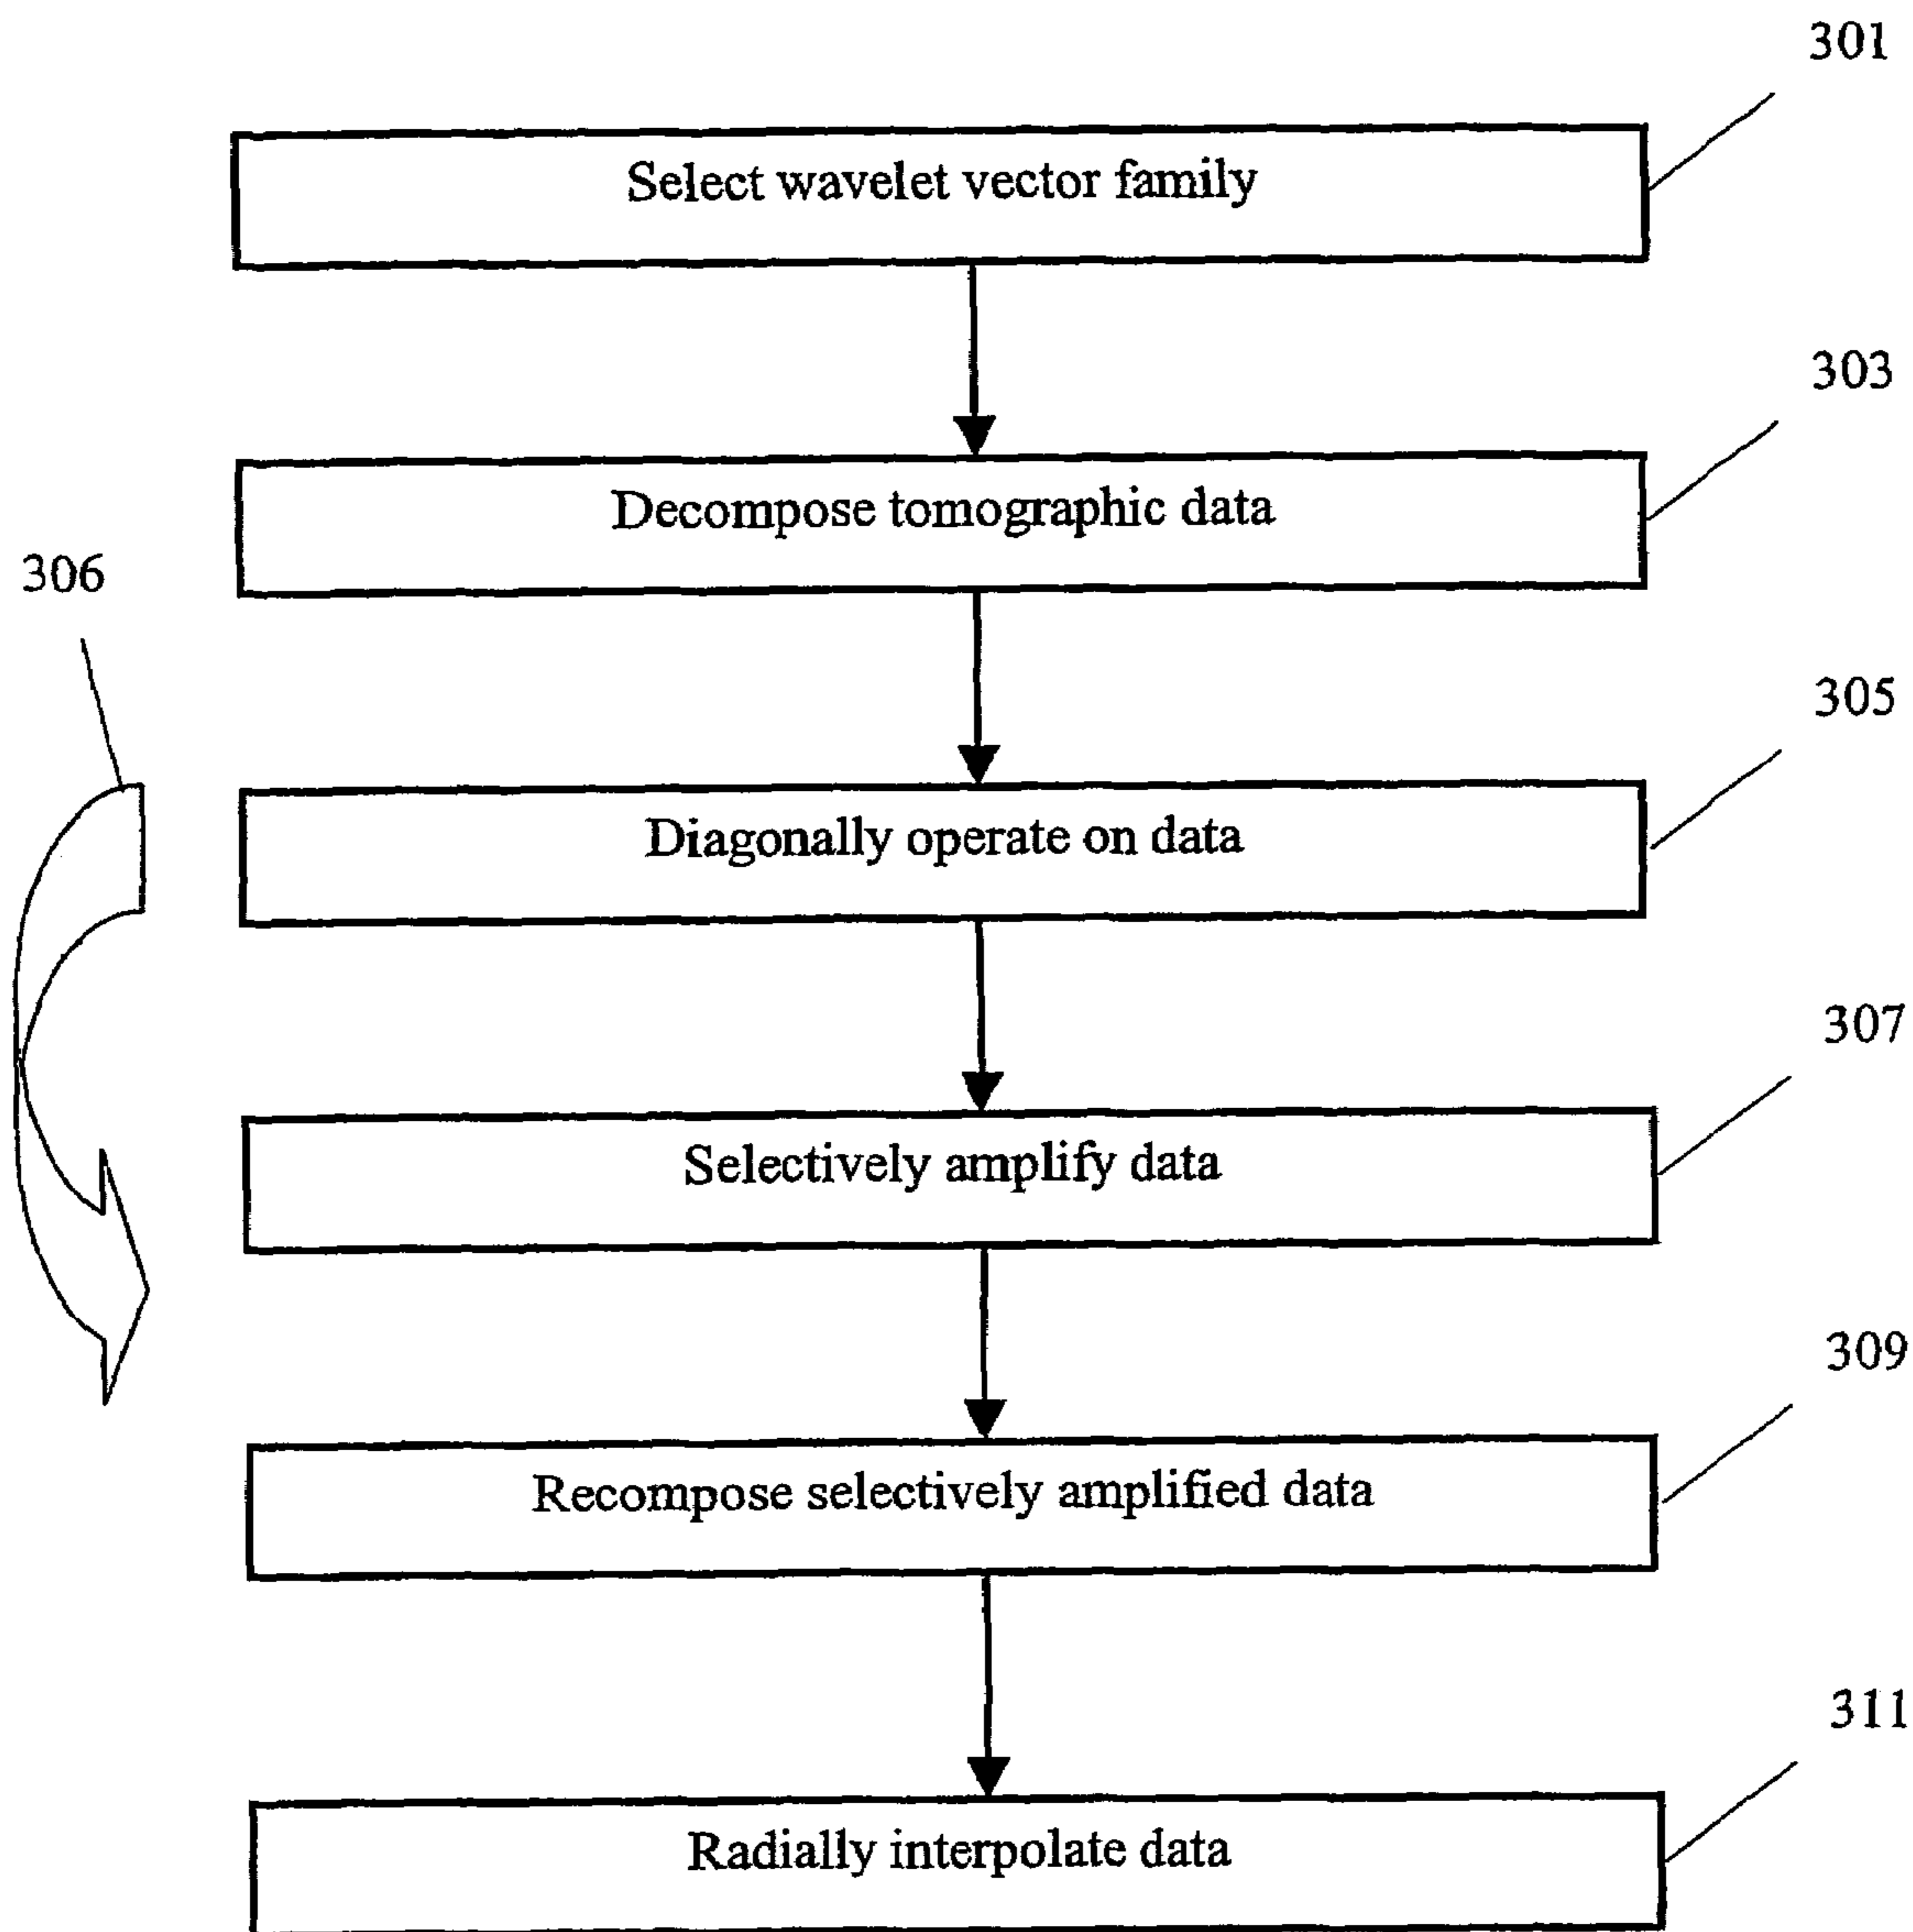 301
Select wavelet vector family
303
Decompose tomographic data
306
305
Diagonally operate on data
307
Selectively amplify data
309
Recompose selectively amplified data
311
Radially interpolate data